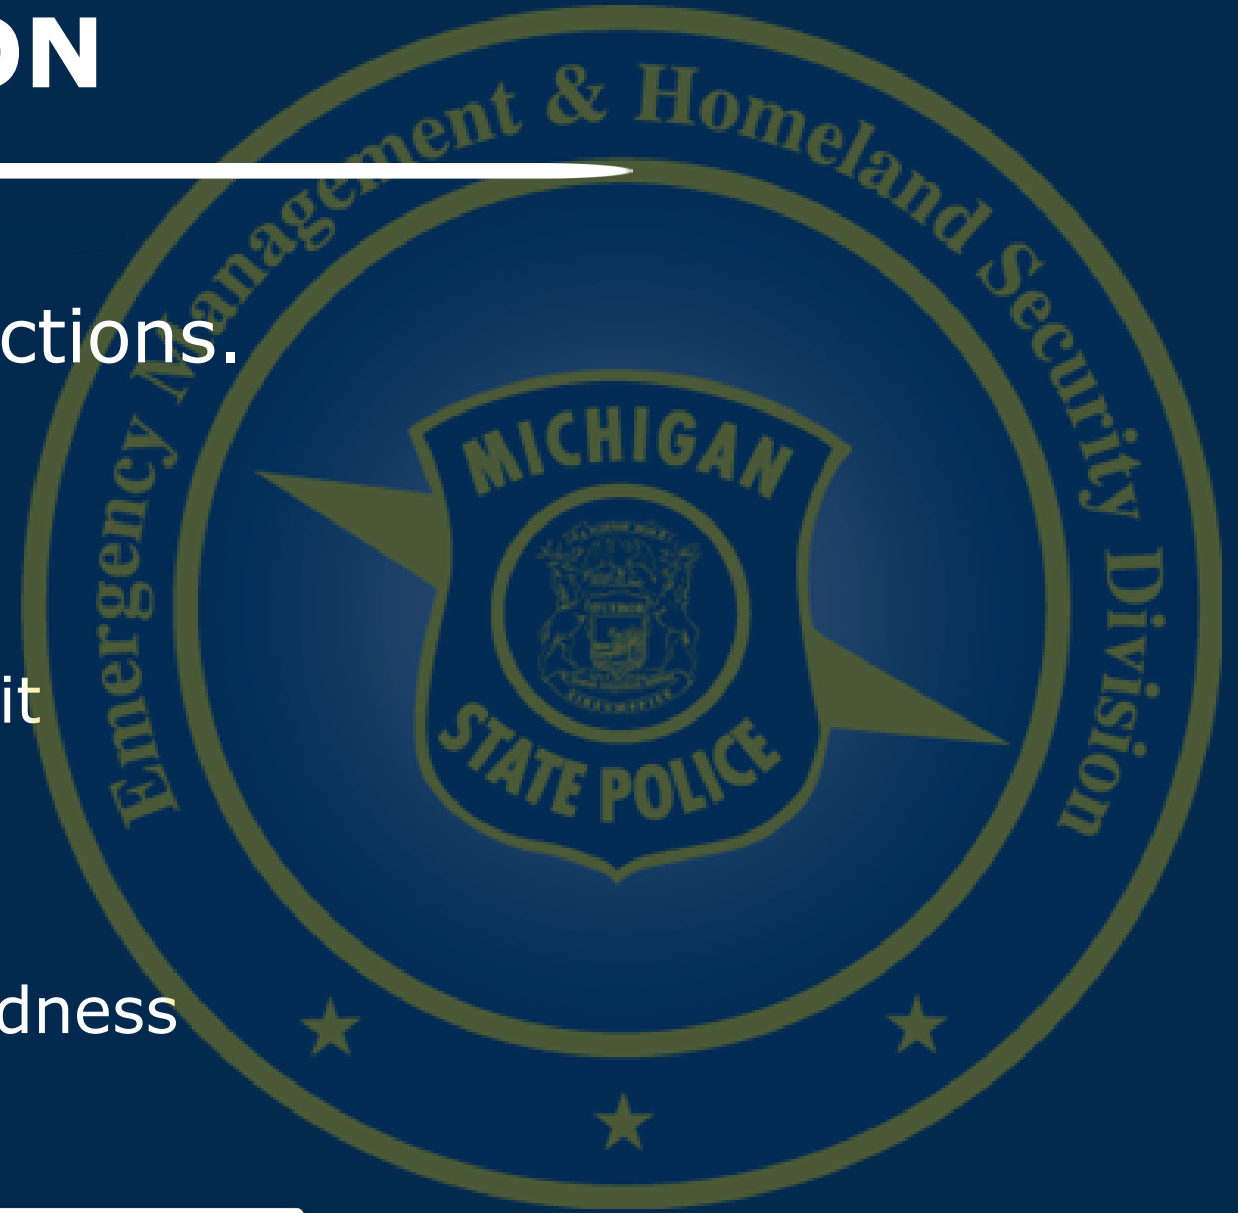 ON
Emergency Management & Homeland Security Division
ctions.
MICHIGAN
STATE POLICE
it
dness